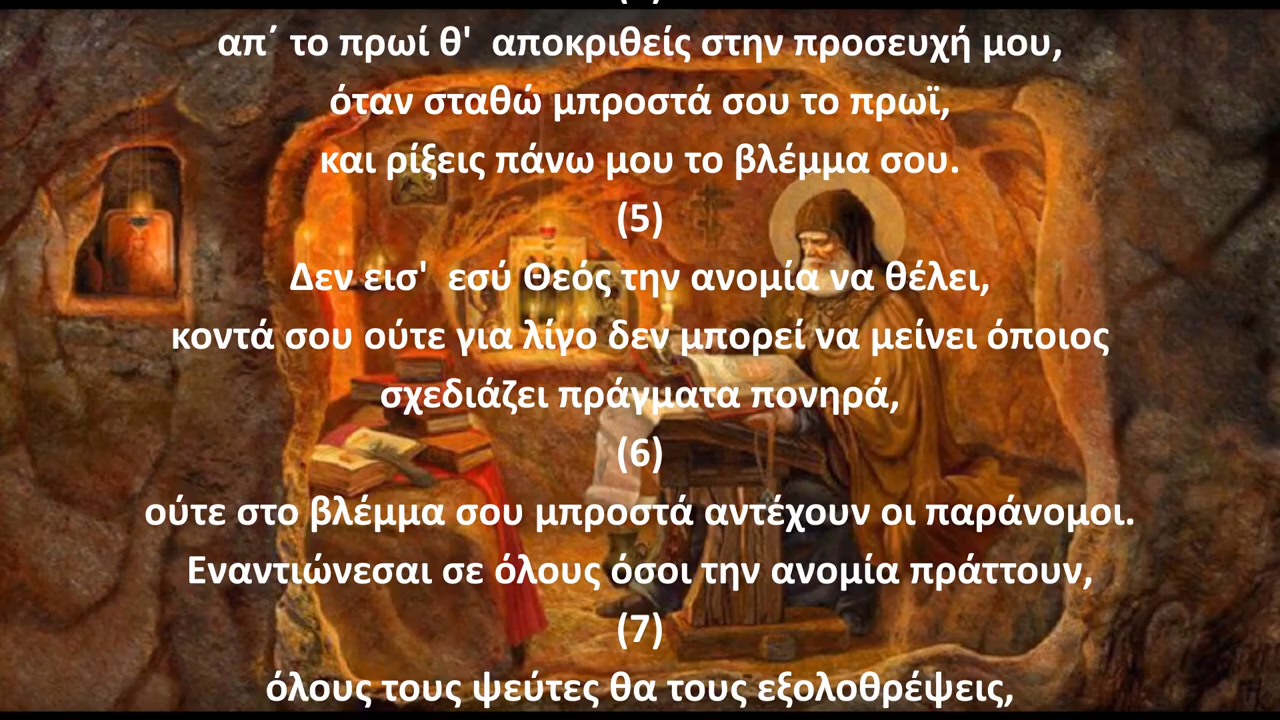 απ΄ το πρωί θ' αποκριθείς στην προσευχή μου,
όταν σταθώ μπροστά σου το πρωϊ,
και ρίξεις πάνω μου το βλέμμα σου.
(5)
Δεν εισ' εσύ Θεός την ανομία να θέλει,
κοντά σου ούτε για λίγο δεν μπορεί να μείνει όποιος
σχεδιάζει πράγματα πονηρά,
(6)
ούτε στο βλέμμα σου μπροστά αντέχουν οι παράνομοι.
Εναντιώνεσαι σε όλους όσοι την ανομία πράττουν,
(7)
όλους τους ψεύτες θα τους εξολοθρέψεις,